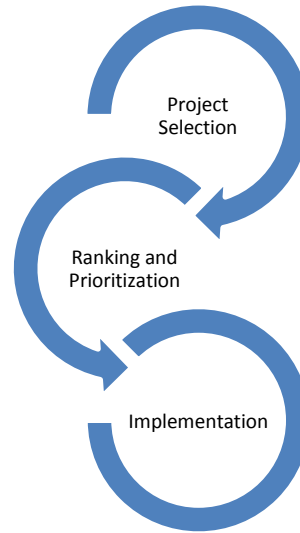 Project
Selection
Ranking and
Prioritization
Implementation